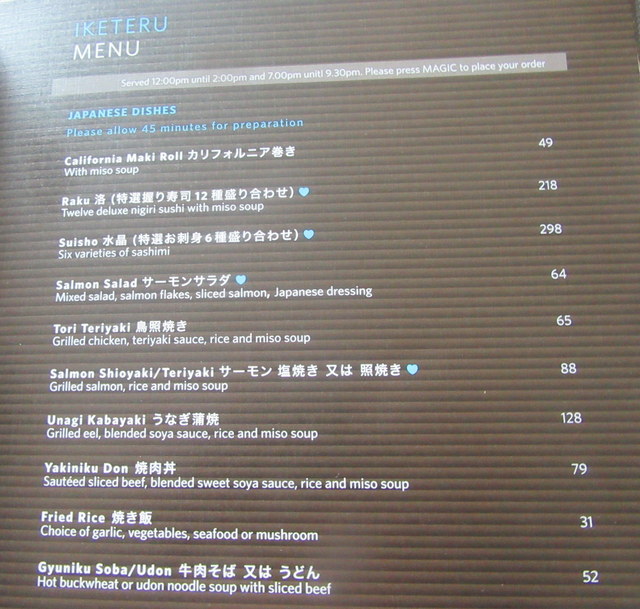 IKETERU
MENU
Served 12:00pm until 2:00pm and 7:00pm unitl 9.30pm. Please press MAGIC to place your order
JAPANESE DISHES
Please allow 45 minutes for preparation
California Maki Roll カリフォルニア巻き 49
With miso soup
Raku 洛 (特選握り寿司12種盛り合わせ) 218
Twelve deluxe nigiri sushi with miso soup
Suisho 水晶 (特選お刺身6種盛り合わせ) 298
Six varieties of sashimi
Salmon Salad サーモンサラダ 64
Mixed salad, salmon flakes, sliced salmon, Japanese dressing
Tori Teriyaki 鳥照焼き 65
Grilled chicken, teriyaki sauce, rice and miso soup
Salmon Shioyaki/Teriyaki サーモン 塩焼き 又は 照焼き 88
Grilled salmon, rice and miso soup
Unagi Kabayaki うなぎ蒲焼 128
Grilled eel, blended soya sauce, rice and miso soup
Yakiniku Don 焼肉丼 79
Sautéed sliced beef, blended sweet soya sauce, rice and miso soup
Fried Rice 焼き飯 31
Choice of garlic, vegetables, seafood or mushroom
Gyuniku Soba/Udon 牛肉そば 又は うどん 52
Hot buckwheat or udon noodle soup with sliced beef